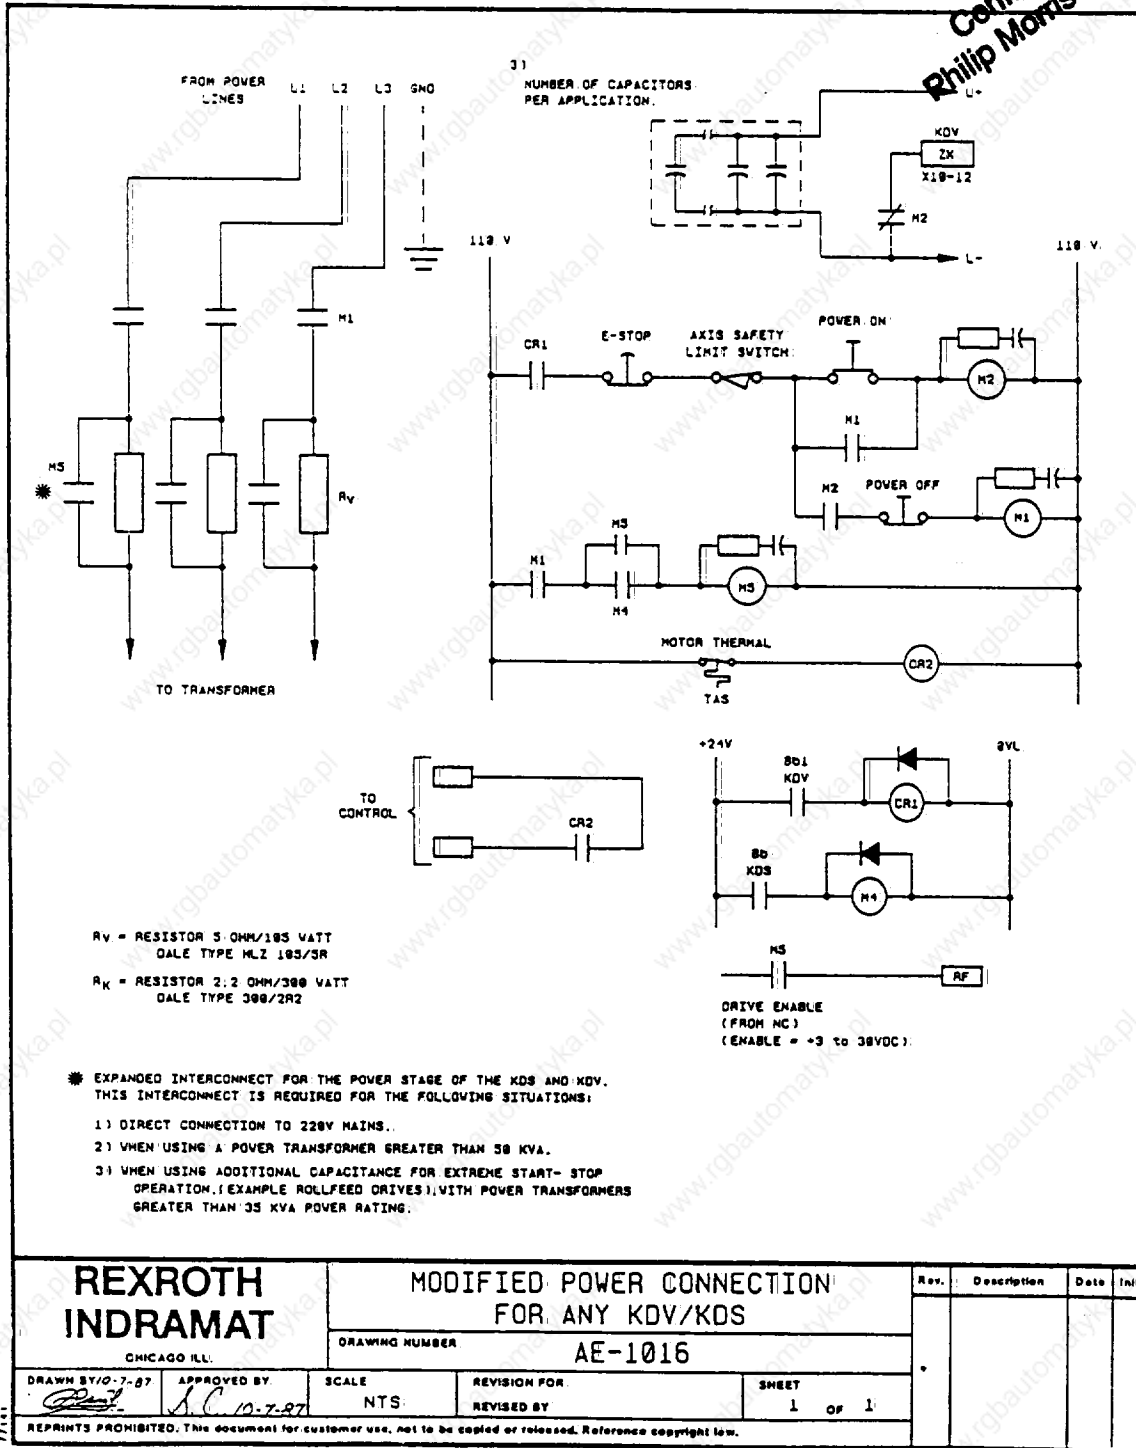 Philip Morris
3)
NUMBER OF CAPACITORS
PER APPLICATION.
FROM POWER
LINES
L1 L2 L3 GND
L+
KDV
ZK
X10-12
M2
L-
110 V
110 V
M1
CR1
E-STOP
AXIS SAFETY
LIMIT SWITCH
POWER ON
M2
M1
M2
POWER OFF
M1
M5
RV
M5
M1
M4
M5
MOTOR THERMAL
TAS
CR2
TO TRANSFORMER
+24V
0VL
Bb1
KDV
CR1
TO
CONTROL
CR2
Bb
KDS
M4
M5
RF
DRIVE ENABLE
(FROM NC)
(ENABLE = +3 to 30VDC)
RV = RESISTOR 5 OHM/105 WATT
DALE TYPE HLZ 105/5R
RK = RESISTOR 2.2 OHM/300 WATT
DALE TYPE 300/2R2
✹ EXPANDED INTERCONNECT FOR THE POWER STAGE OF THE KDS AND KDV.
THIS INTERCONNECT IS REQUIRED FOR THE FOLLOWING SITUATIONS:
1) DIRECT CONNECTION TO 220V MAINS.
2) WHEN USING A POWER TRANSFORMER GREATER THAN 50 KVA.
3) WHEN USING ADDITIONAL CAPACITANCE FOR EXTREME START- STOP
OPERATION.(EXAMPLE ROLLFEED DRIVES).WITH POWER TRANSFORMERS
GREATER THAN 35 KVA POWER RATING.
REXROTH
INDRAMAT
CHICAGO ILL.
MODIFIED POWER CONNECTION
FOR ANY KDV/KDS
DRAWING NUMBER
AE-1016
Rev. Description Date Init
DRAWN BY 10-7-87
APPROVED BY
S.C. 10-7-87
SCALE
NTS
REVISION FOR
REVISED BY
SHEET
1 OF 1
REPRINTS PROHIBITED: This document for customer use, not to be copied or released. Reference copyright law.
www.rgbautomatyka.pl